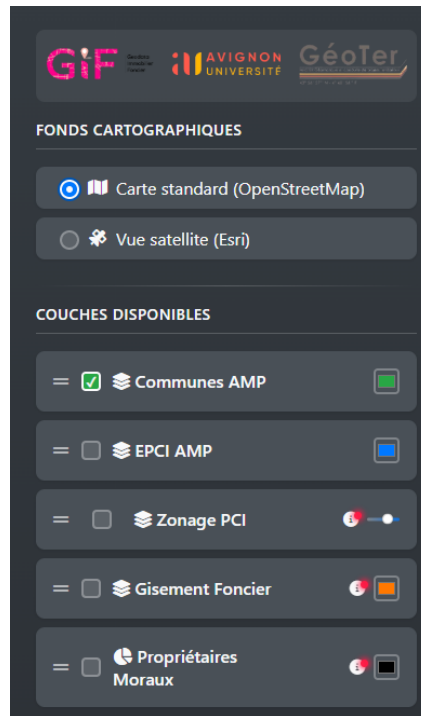 GiF
AVIGNON
UNIVERSITÉ
GéoTer
FONDS CARTOGRAPHIQUES
Carte standard (OpenStreetMap)
Vue satellite (Esri)
COUCHES DISPONIBLES
Communes AMP
EPCI AMP
Zonage PCI
Gisement Foncier
Propriétaires
Moraux